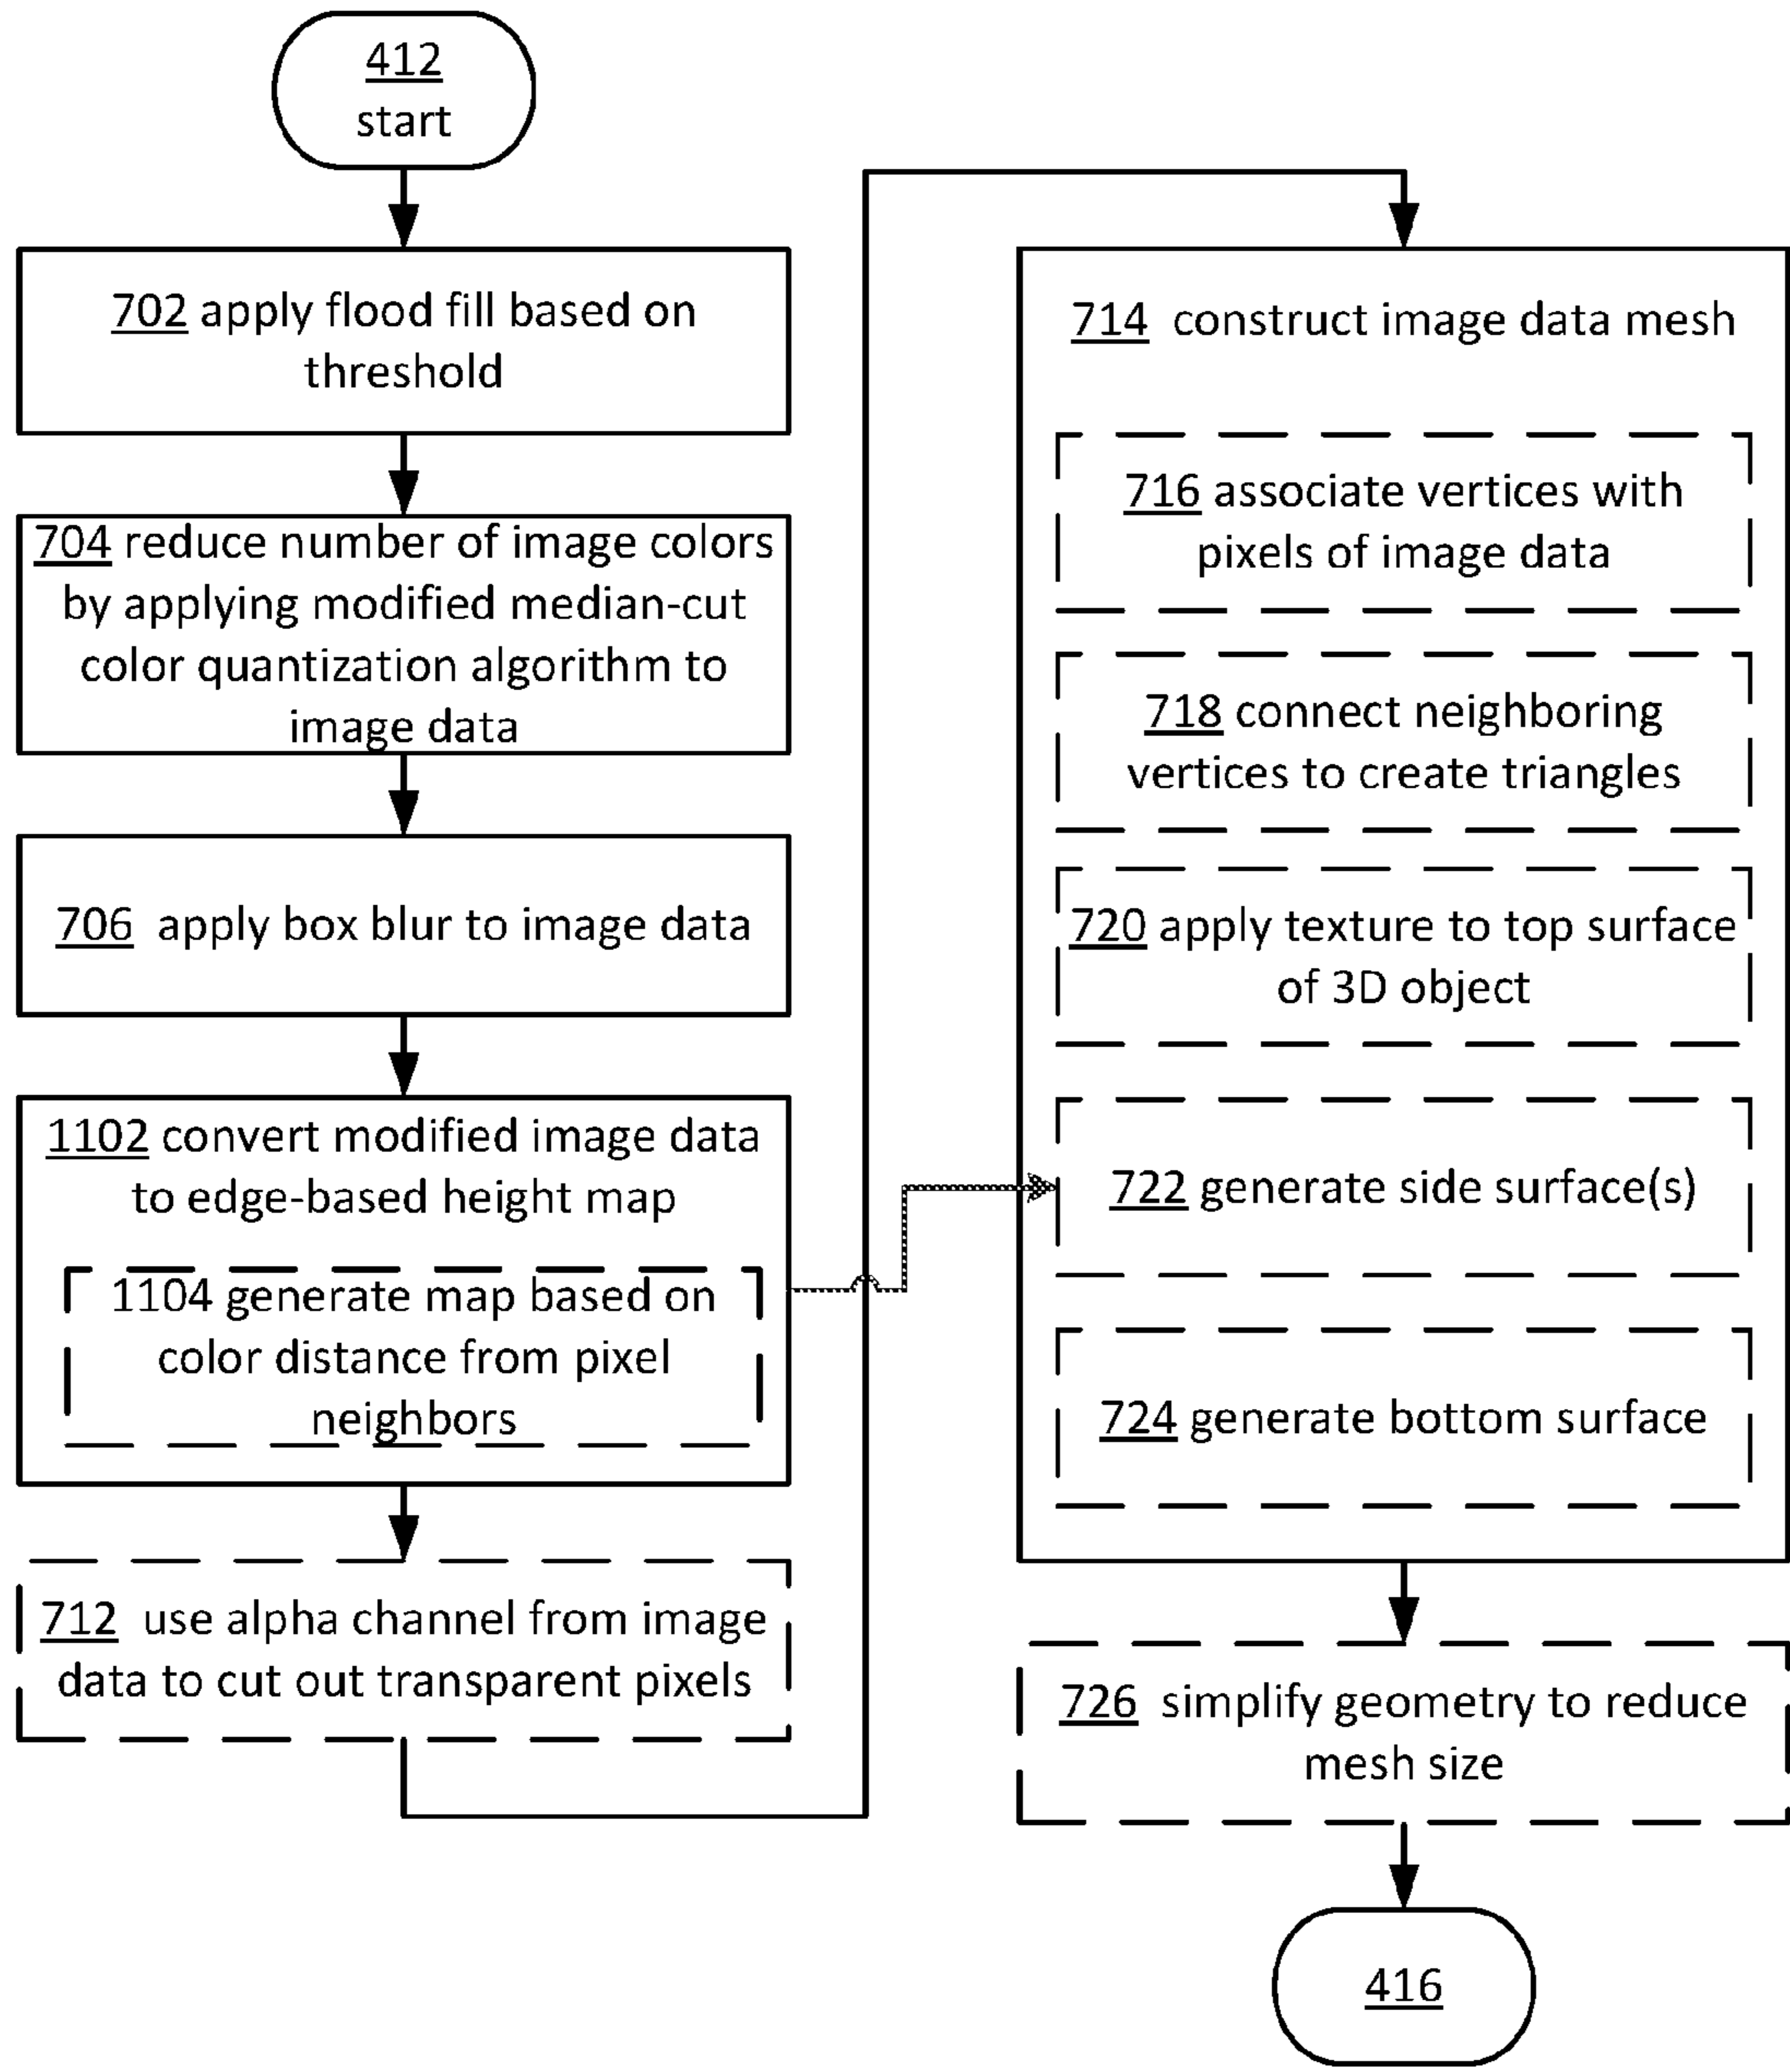 412
start
702 apply flood fill based on
threshold
704 reduce number of image colors
by applying modified median-cut
color quantization algorithm to
image data
706 apply box blur to image data
1102 convert modified image data
to edge-based height map
1104 generate map based on
color distance from pixel
neighbors
712 use alpha channel from image
data to cut out transparent pixels
714 construct image data mesh
716 associate vertices with
pixels of image data
718 connect neighboring
vertices to create triangles
720 apply texture to top surface
of 3D object
722 generate side surface(s)
724 generate bottom surface
726 simplify geometry to reduce
mesh size
416